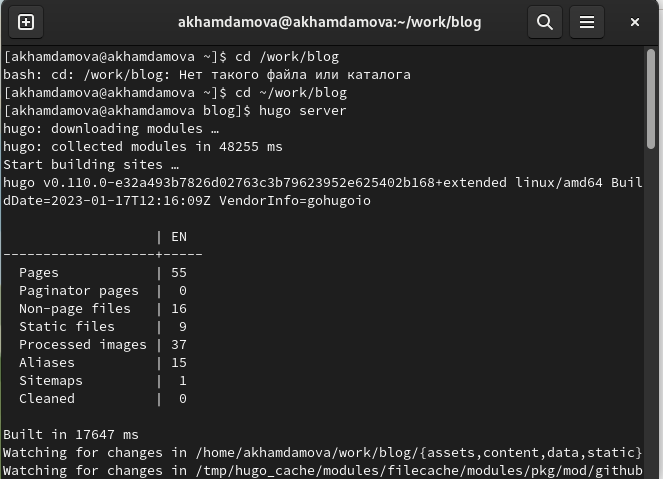 akhamdamova@akhamdamova:~/work/blog
[akhamdamova@akhamdamova ~]$ cd /work/blog
bash: cd: /work/blog: Нет такого файла или каталога
[akhamdamova@akhamdamova ~]$ cd ~/work/blog
[akhamdamova@akhamdamova blog]$ hugo server
hugo: downloading modules …
hugo: collected modules in 48255 ms
Start building sites …
hugo v0.110.0-e32a493b7826d02763c3b79623952e625402b168+extended linux/amd64 Buil
dDate=2023-01-17T12:16:09Z VendorInfo=gohugoio
                   | EN
-------------------+-----
  Pages            | 55
  Paginator pages  |  0
  Non-page files   | 16
  Static files     |  9
  Processed images | 37
  Aliases          | 15
  Sitemaps         |  1
  Cleaned          |  0
Built in 17647 ms
Watching for changes in /home/akhamdamova/work/blog/{assets,content,data,static}
Watching for changes in /tmp/hugo_cache/modules/filecache/modules/pkg/mod/github